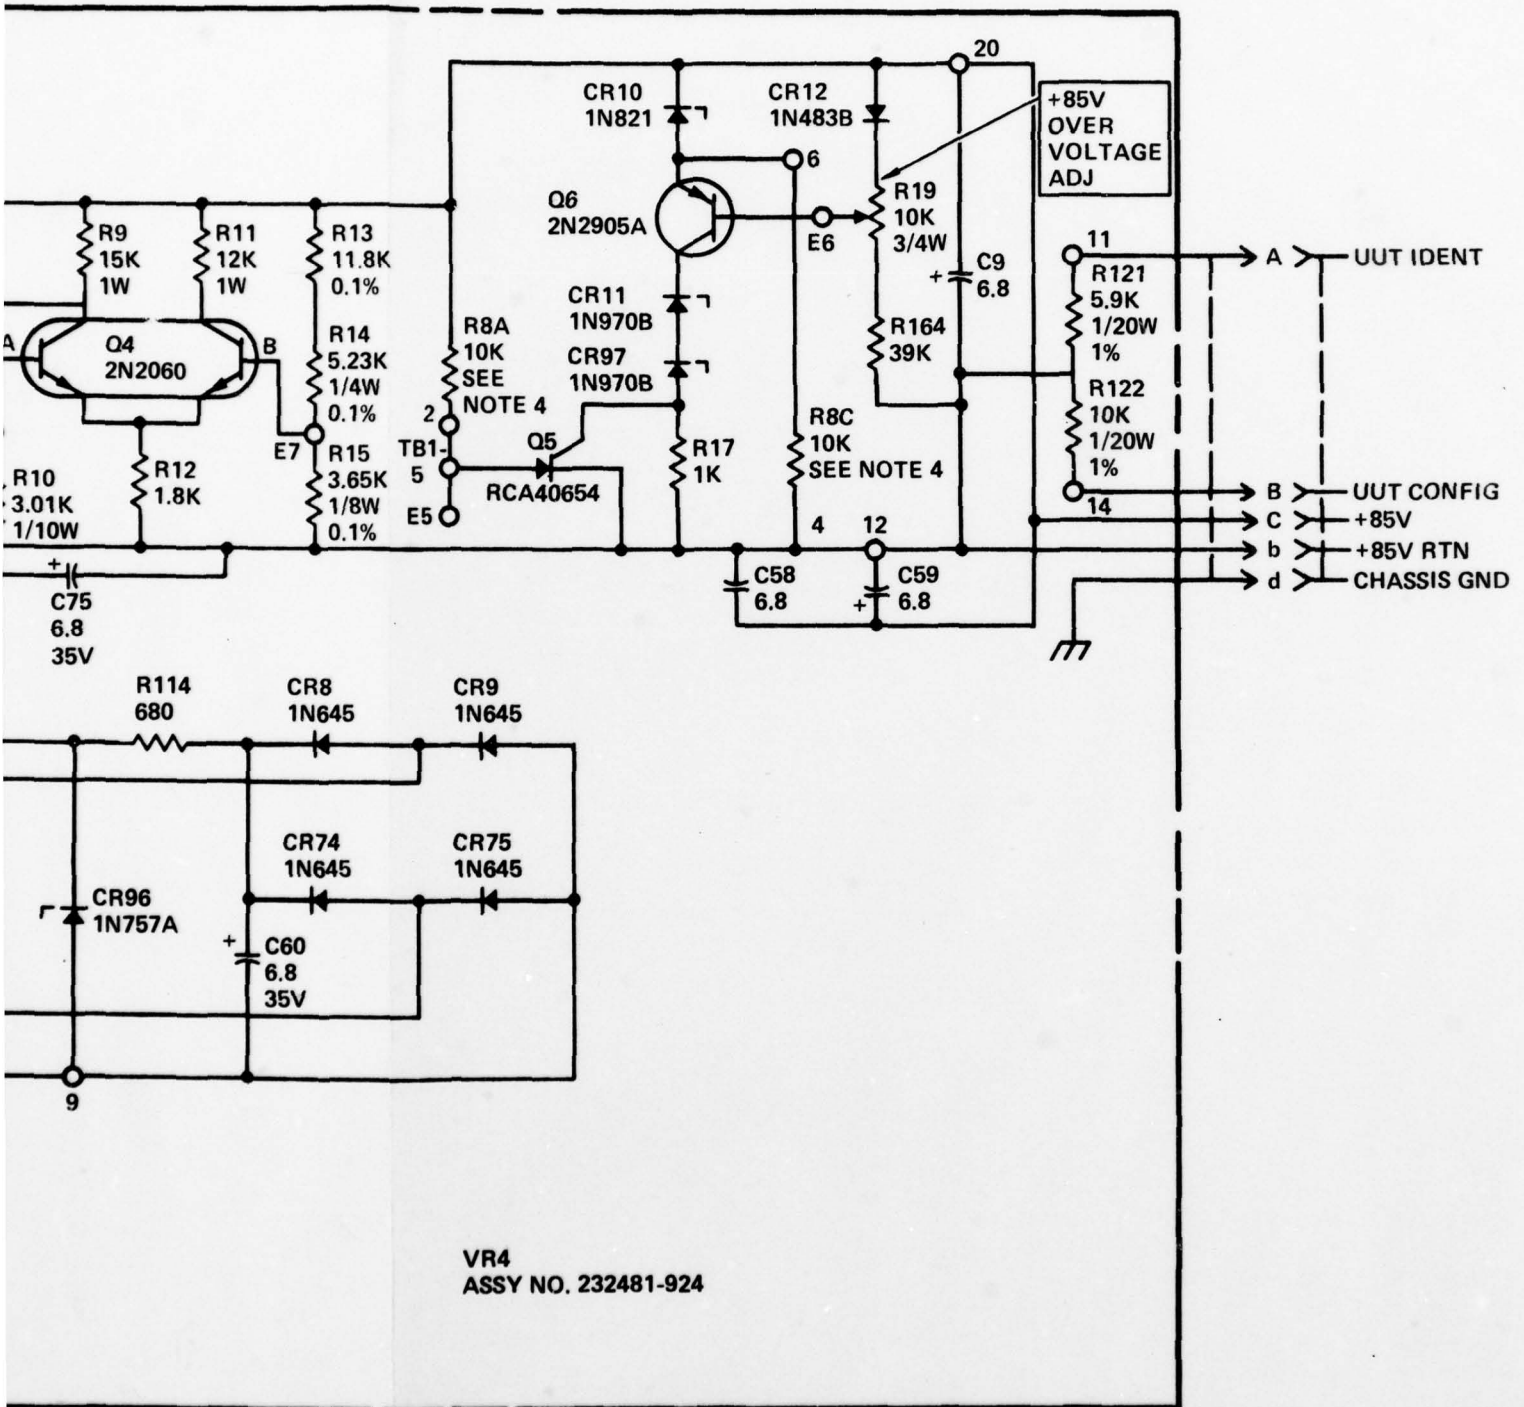 20
CR10
1N821
CR12
1N483B
+85V
OVER
VOLTAGE
ADJ
6
Q6
2N2905A
R19
10K
3/4W
E6
R9
15K
1W
R11
12K
1W
R13
11.8K
0.1%
11
A
UUT IDENT
+
C9
6.8
R121
5.9K
1/20W
1%
CR11
1N970B
R8A
10K
SEE
NOTE 4
R164
39K
A
Q4
2N2060
B
R14
5.23K
1/4W
0.1%
CR97
1N970B
R122
10K
1/20W
1%
2
TB1-
5
E5
Q5
RCA40654
R8C
10K
SEE NOTE 4
R17
1K
E7
R15
3.65K
1/8W
0.1%
R10
3.01K
1/10W
R12
1.8K
14
B
UUT CONFIG
C
+85V
4
12
b
+85V RTN
d
CHASSIS GND
+
C75
6.8
35V
C58
6.8
+
C59
6.8
R114
680
CR8
1N645
CR9
1N645
CR74
1N645
CR75
1N645
CR96
1N757A
+
C60
6.8
35V
9
VR4
ASSY NO. 232481-924